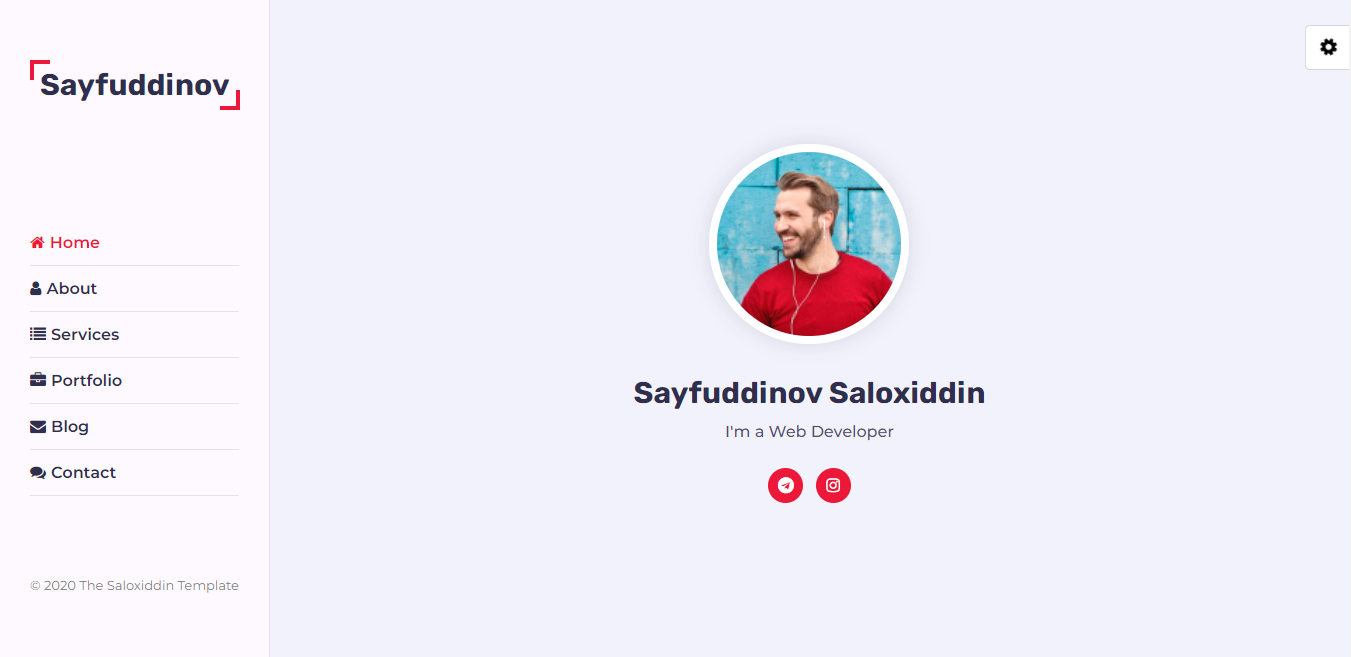 Sayfuddinov
Home
About
Services
Portfolio
Blog
Contact
© 2020 The Saloxiddin Template
Sayfuddinov Saloxiddin
I'm a Web Developer